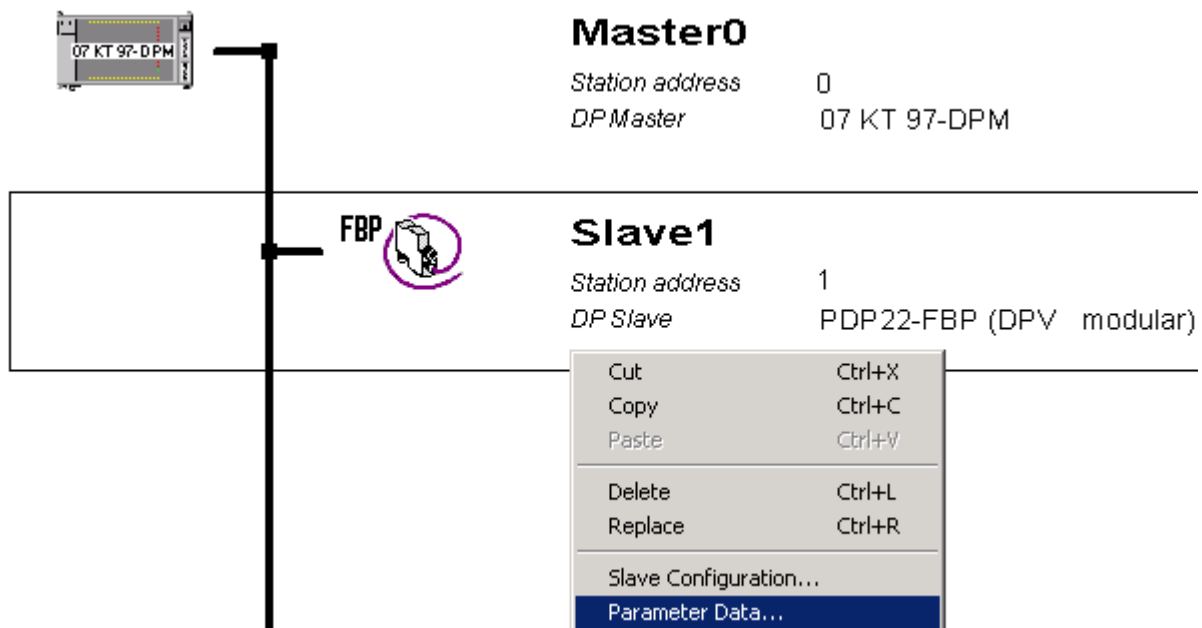 07 KT 97-DPM
Master0
Station address 0
DP Master 07 KT 97-DPM
FBP
Slave1
Station address 1
DP Slave PDP22-FBP (DPV modular)
Cut Ctrl+X
Copy Ctrl+C
Paste Ctrl+V
Delete Ctrl+L
Replace Ctrl+R
Slave Configuration...
Parameter Data...